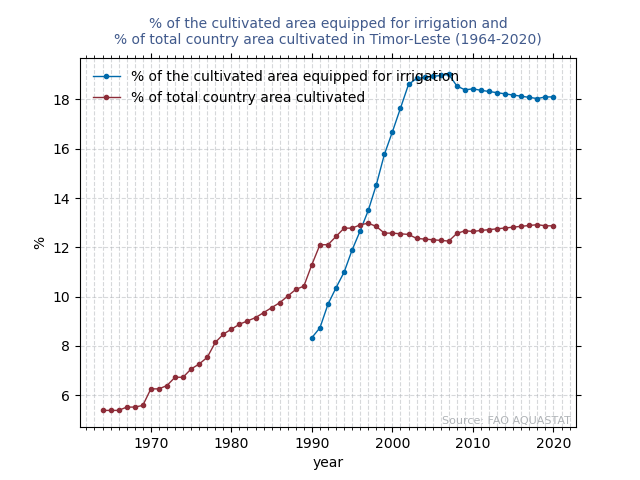 % of the cultivated area equipped for irrigation and
% of total country area cultivated in Timor-Leste (1964-2020)
% of the cultivated area equipped for irrigation
% of total country area cultivated
18
16
14
12
10
8
6
%
Source: FAO AQUASTAT
1970 1980 1990 2000 2010 2020
year